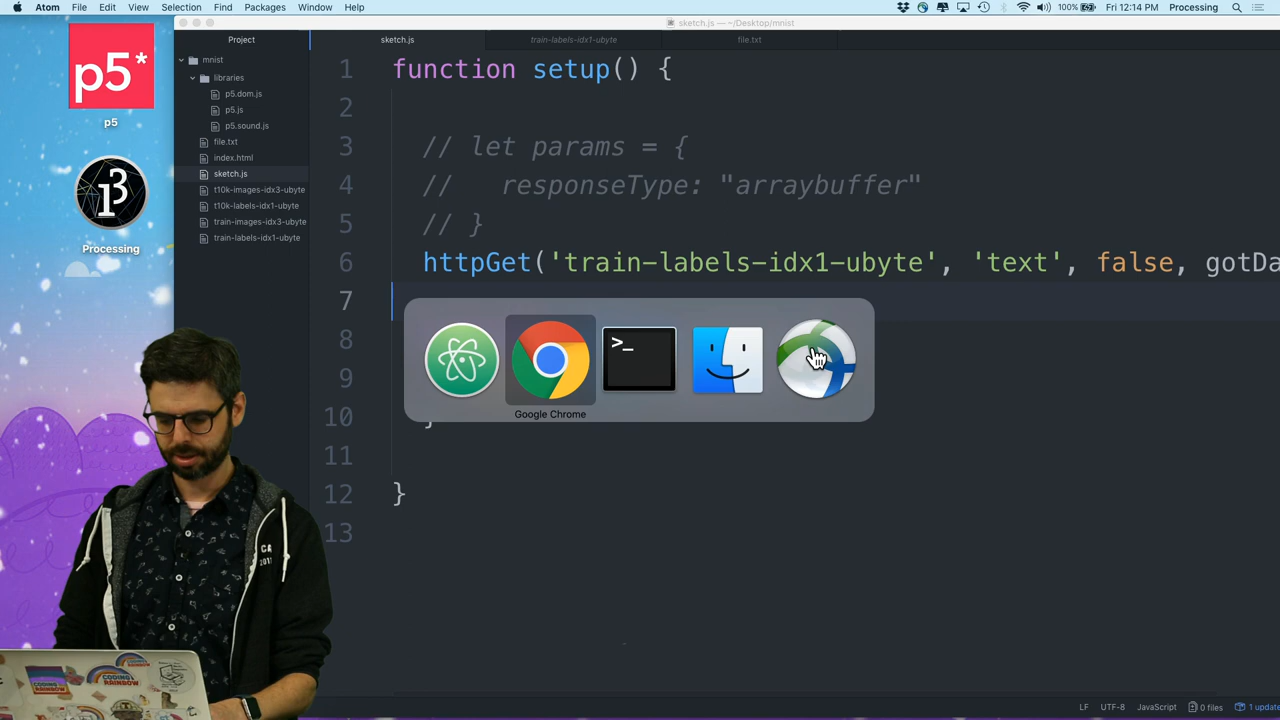 Atom File Edit View Selection Find Packages Window Help
100% Fri 12:14 PM Processing
sketch.js — ~/Desktop/mnist
Project
sketch.js
train-labels-idx1-ubyte
file.txt
p5*
p5
Processing
mnist
libraries
p5.dom.js
p5.js
p5.sound.js
file.txt
index.html
sketch.js
t10k-images-idx3-ubyte
t10k-labels-idx1-ubyte
train-images-idx3-ubyte
train-labels-idx1-ubyte
1 function setup() {
2
3 // let params = {
4 // responseType: "arraybuffer"
5 // }
6 httpGet('train-labels-idx1-ubyte', 'text', false, gotDa
7
8
9
10 }
11
12 }
13
>_
Google Chrome
CODING RAINBOW
LF UTF-8 JavaScript 0 files 1 update